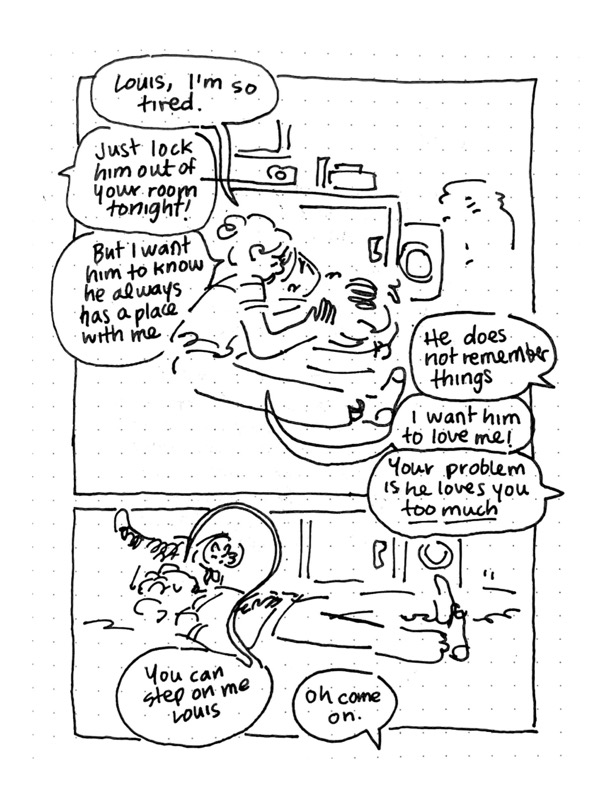 Louis, I'm so
tired.
Just lock
him out of
your room
tonight!
But I want
him to know
he always
has a place
with me
He does
not remember
things
I want him
to love me!
Your problem
is he loves you
too much
You can
step on me
Louis
Oh come
on.